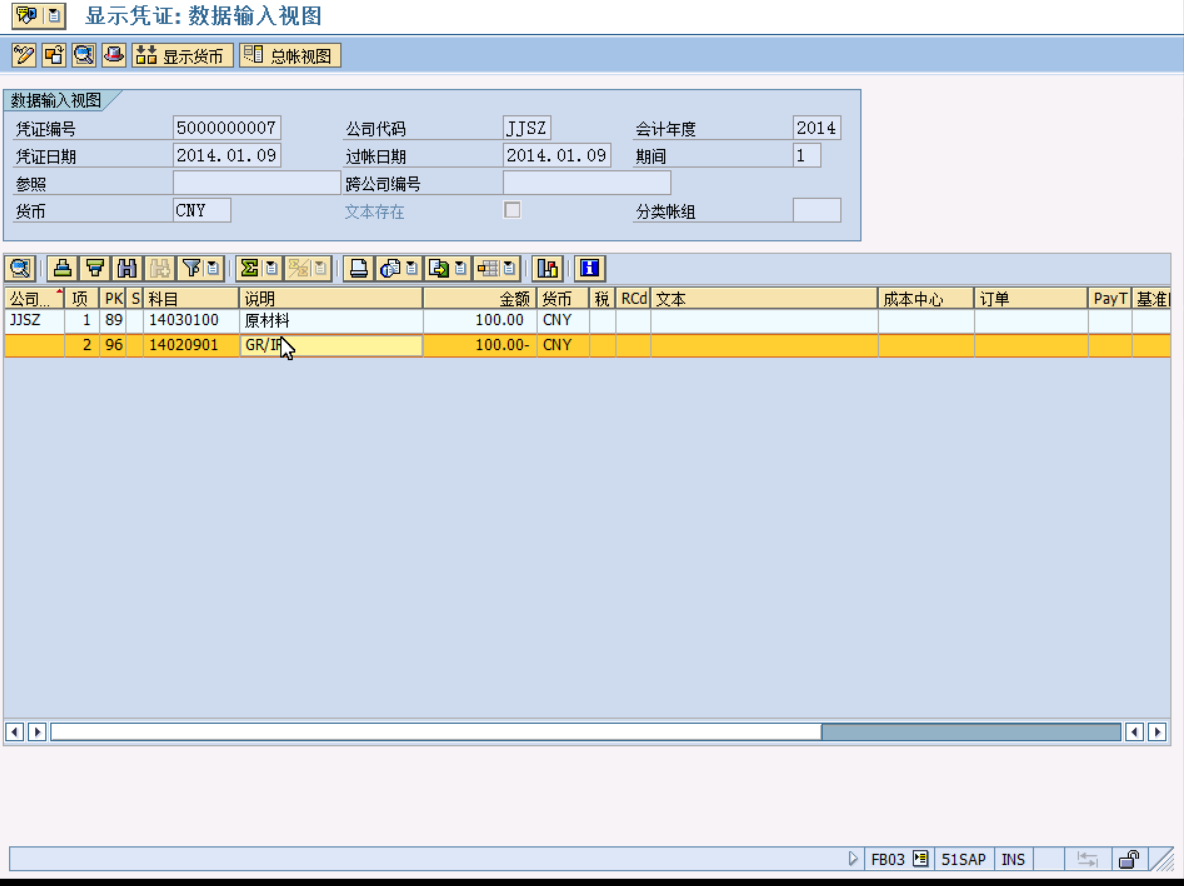 显示凭证: 数据输入视图
显示货币 总帐视图
数据输入视图
凭证编号 5000000007 公司代码 JJSZ 会计年度 2014
凭证日期 2014.01.09 过帐日期 2014.01.09 期间 1
参照 跨公司编号
货币 CNY 文本存在 分类帐组
公司... 项 PK S 科目 说明 金额 货币 税 RCd 文本 成本中心 订单 PayT 基准
JJSZ 1 89 14030100 原材料 100.00 CNY
2 96 14020901 GR/ 100.00- CNY
FB03 51SAP INS